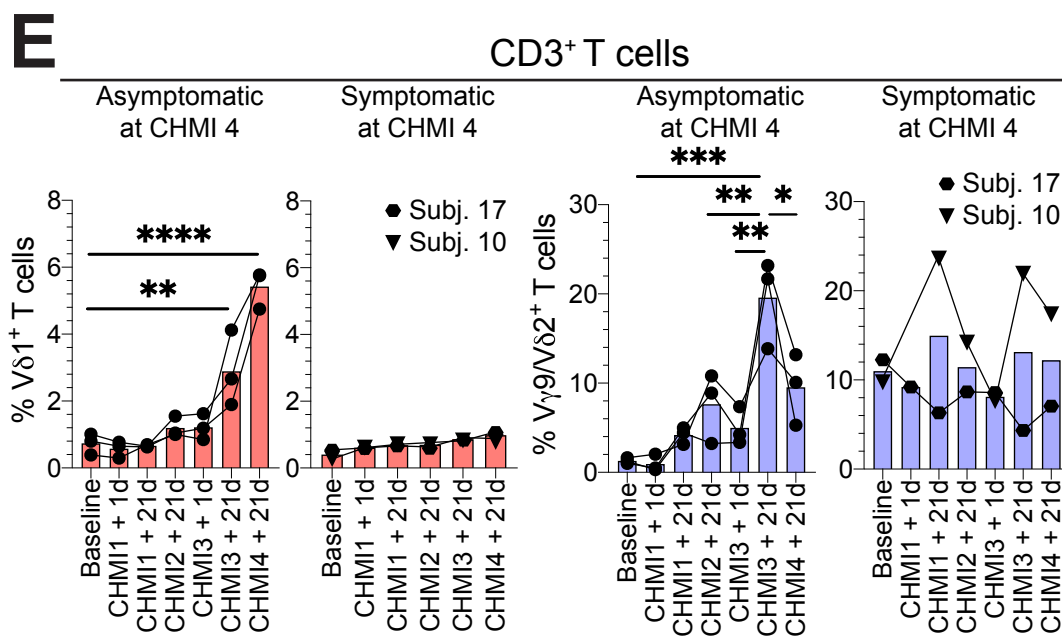 E
CD3+ T cells
Asymptomatic
at CHMI 4
Symptomatic
at CHMI 4
Asymptomatic
at CHMI 4
Symptomatic
at CHMI 4
% Vδ1+ T cells
8
6
4
2
0
****
**
Baseline
CHMI1 + 1d
CHMI1 + 21d
CHMI2 + 21d
CHMI3 + 1d
CHMI3 + 21d
CHMI4 + 21d
8
6
4
2
0
Subj. 17
Subj. 10
Baseline
CHMI1 + 1d
CHMI1 + 21d
CHMI2 + 21d
CHMI3 + 1d
CHMI3 + 21d
CHMI4 + 21d
% Vγ9/Vδ2+ T cells
30
20
10
0
***
**
*
**
Baseline
CHMI1 + 1d
CHMI1 + 21d
CHMI2 + 21d
CHMI3 + 1d
CHMI3 + 21d
CHMI4 + 21d
30
20
10
0
Subj. 17
Subj. 10
Baseline
CHMI1 + 1d
CHMI1 + 21d
CHMI2 + 21d
CHMI3 + 1d
CHMI3 + 21d
CHMI4 + 21d